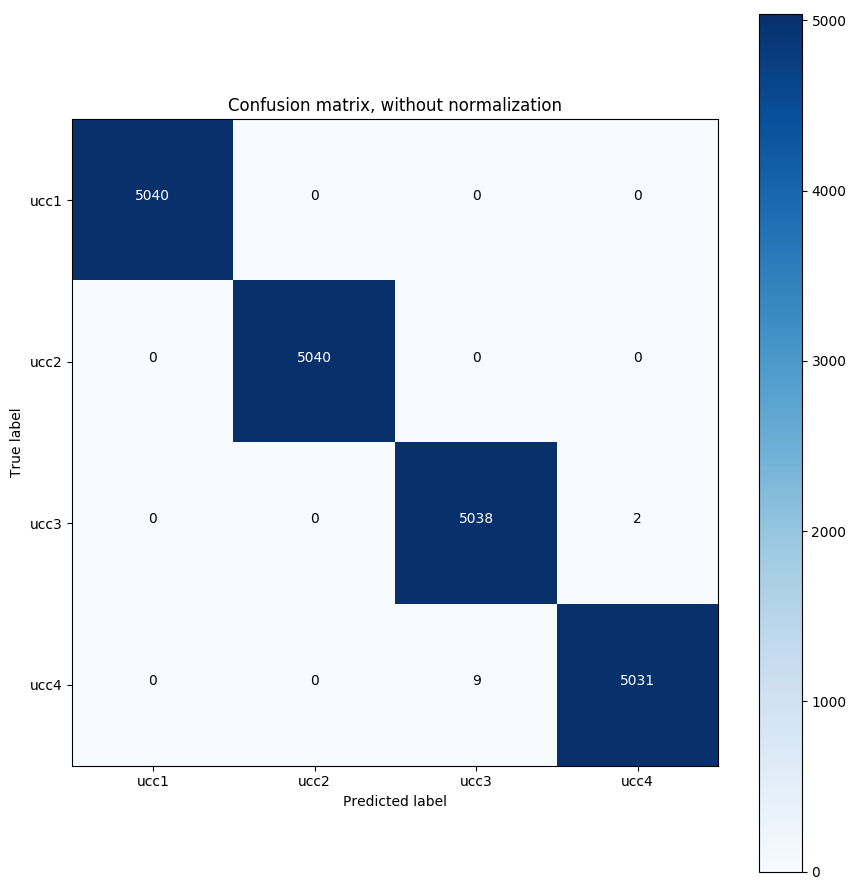 Confusion matrix, without normalization
ucc1 5040 0 0 0
ucc2 0 5040 0 0
ucc3 0 0 5038 2
ucc4 0 0 9 5031
ucc1 ucc2 ucc3 ucc4
Predicted label
True label
5000
4000
3000
2000
1000
0